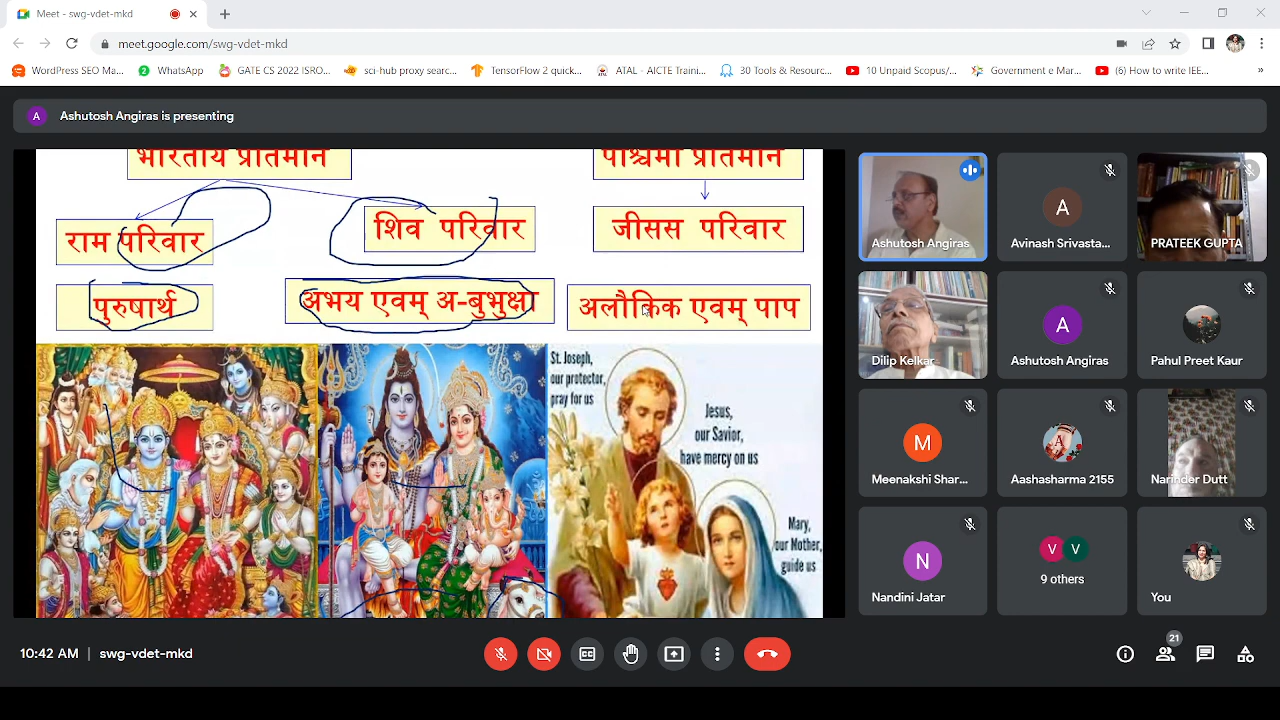 Meet - swg-vdet-mkd
meet.google.com/swg-vdet-mkd
WordPress SEO Ma...
WhatsApp
GATE CS 2022 ISRO...
sci-hub proxy searc...
TensorFlow 2 quick...
ATAL - AICTE Traini...
30 Tools & Resourc...
10 Unpaid Scopus/...
Government e Mar...
(6) How to write IEE...
»
A
Ashutosh Angiras is presenting
भारतीय प्रतिमान
पाश्चमी प्रतिमान
राम परिवार
शिव परिवार
जीसस परिवार
पुरुषार्थ
अभय एवम् अ-बुभुक्षा
अलौकिक एवम् पाप
St. Joseph,
our protector,
pray for us
Jesus,
our Savior,
have mercy on us
Mary,
our Mother,
guide us
Ashutosh Angiras
A
Avinash Srivasta...
PRATEEK GUPTA
Dilip Kelkar
A
Ashutosh Angiras
Pahul Preet Kaur
M
Meenakshi Shar...
Aashasharma 2155
Narinder Dutt
N
Nandini Jatar
V V
9 others
You
10:42 AM | swg-vdet-mkd
21